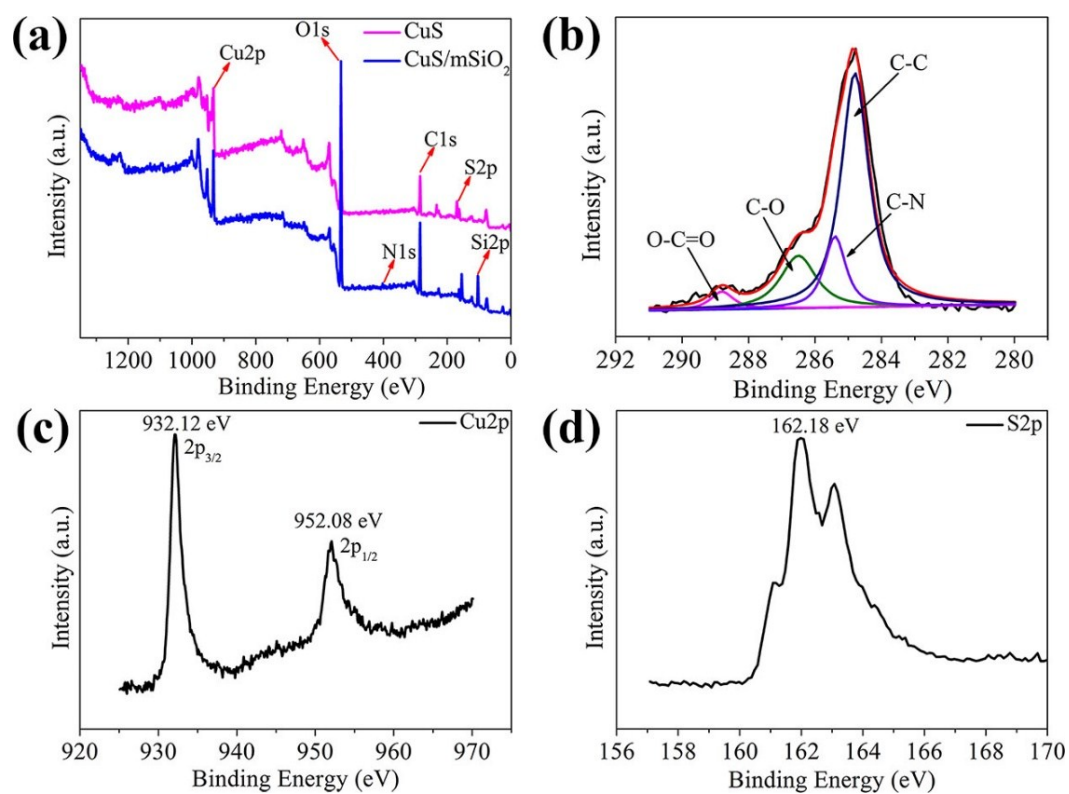 (a)
O1s
CuS
CuS/mSiO2
Cu2p
C1s
S2p
N1s
Si2p
Intensity (a.u.)
1200 1000 800 600 400 200 0
Binding Energy (eV)
(b)
C-C
C-N
C-O
O-C=O
Intensity (a.u.)
292 290 288 286 284 282 280
Binding Energy (eV)
(c)
932.12 eV
2p3/2
Cu2p
952.08 eV
2p1/2
Intensity (a.u.)
920 930 940 950 960 970
Binding Energy (eV)
(d)
162.18 eV
S2p
Intensity (a.u.)
156 158 160 162 164 166 168 170
Binding Energy (eV)